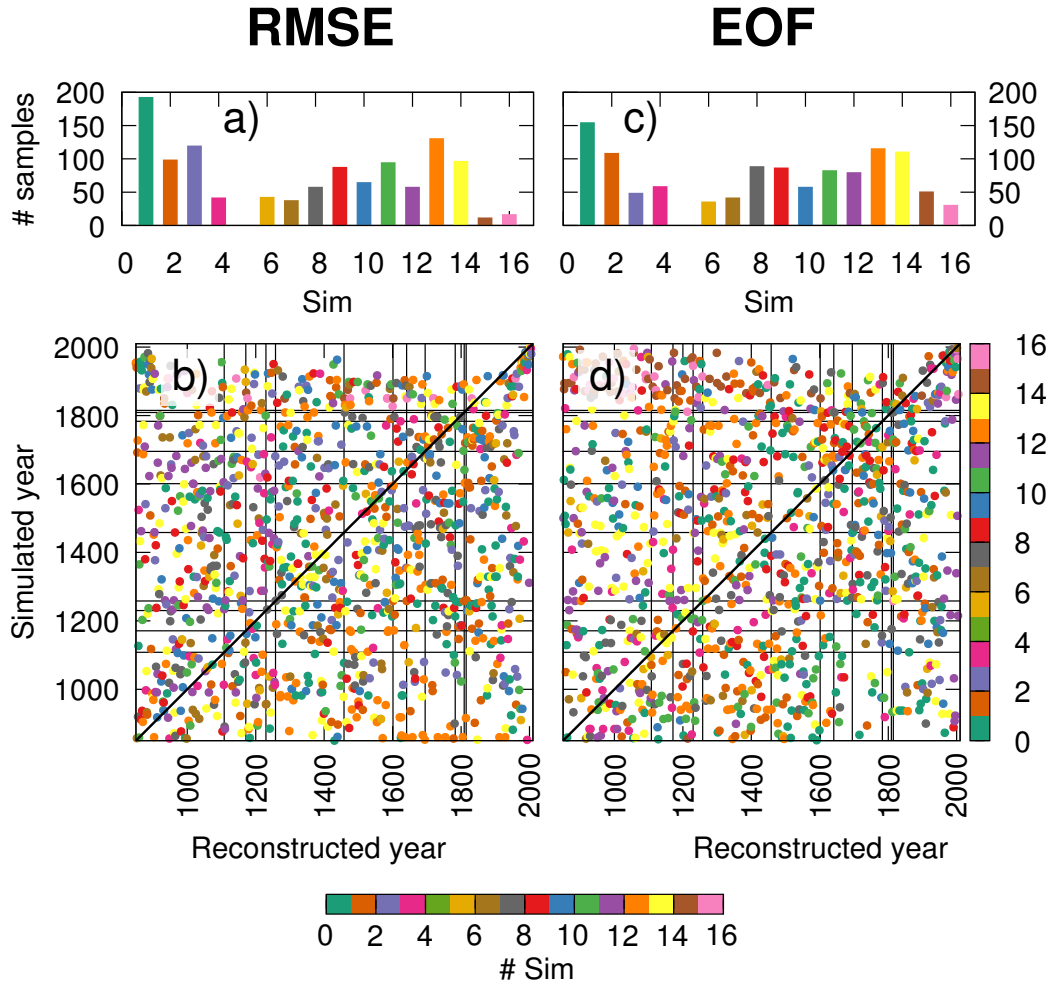 RMSE EOF
# samples
200
150
100
50
0
a)
0 2 4 6 8 10 12 14 16
Sim
c)
200
150
100
50
0
0 2 4 6 8 10 12 14 16
Sim
Simulated year
2000
1800
1600
1400
1200
1000
b)
1000 1200 1400 1600 1800 2000
Reconstructed year
d)
1000 1200 1400 1600 1800 2000
Reconstructed year
16
14
12
10
8
6
4
2
0
0 2 4 6 8 10 12 14 16
# Sim